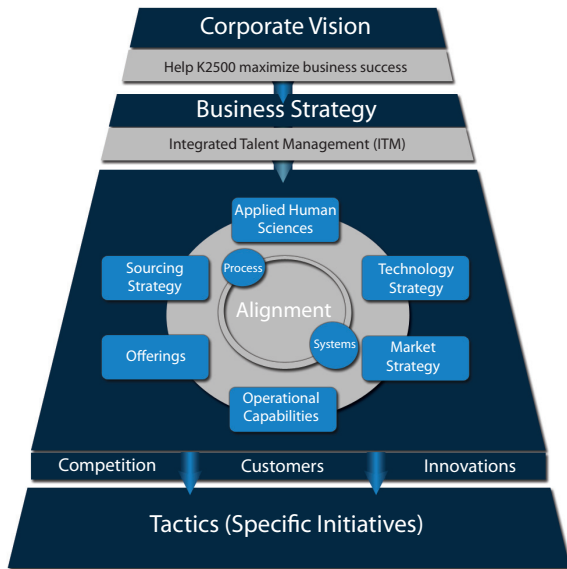 Corporate Vision
Help K2500 maximize business success
Business Strategy
Integrated Talent Management (ITM)
Applied Human
Sciences
Sourcing
Strategy
Process
Technology
Strategy
Alignment
Offerings
Systems
Market
Strategy
Operational
Capabilities
Competition
Customers
Innovations
Tactics (Specific Initiatives)